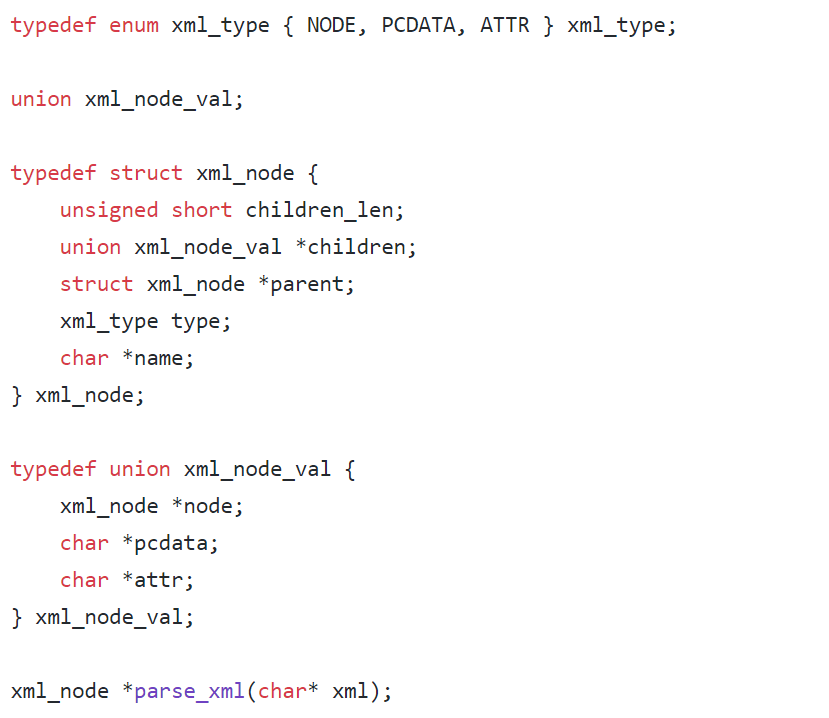 typedef enum xml_type { NODE, PCDATA, ATTR } xml_type;
union xml_node_val;
typedef struct xml_node {
unsigned short children_len;
union xml_node_val *children;
struct xml_node *parent;
xml_type type;
char *name;
} xml_node;
typedef union xml_node_val {
xml_node *node;
char *pcdata;
char *attr;
} xml_node_val;
xml_node *parse_xml(char* xml);